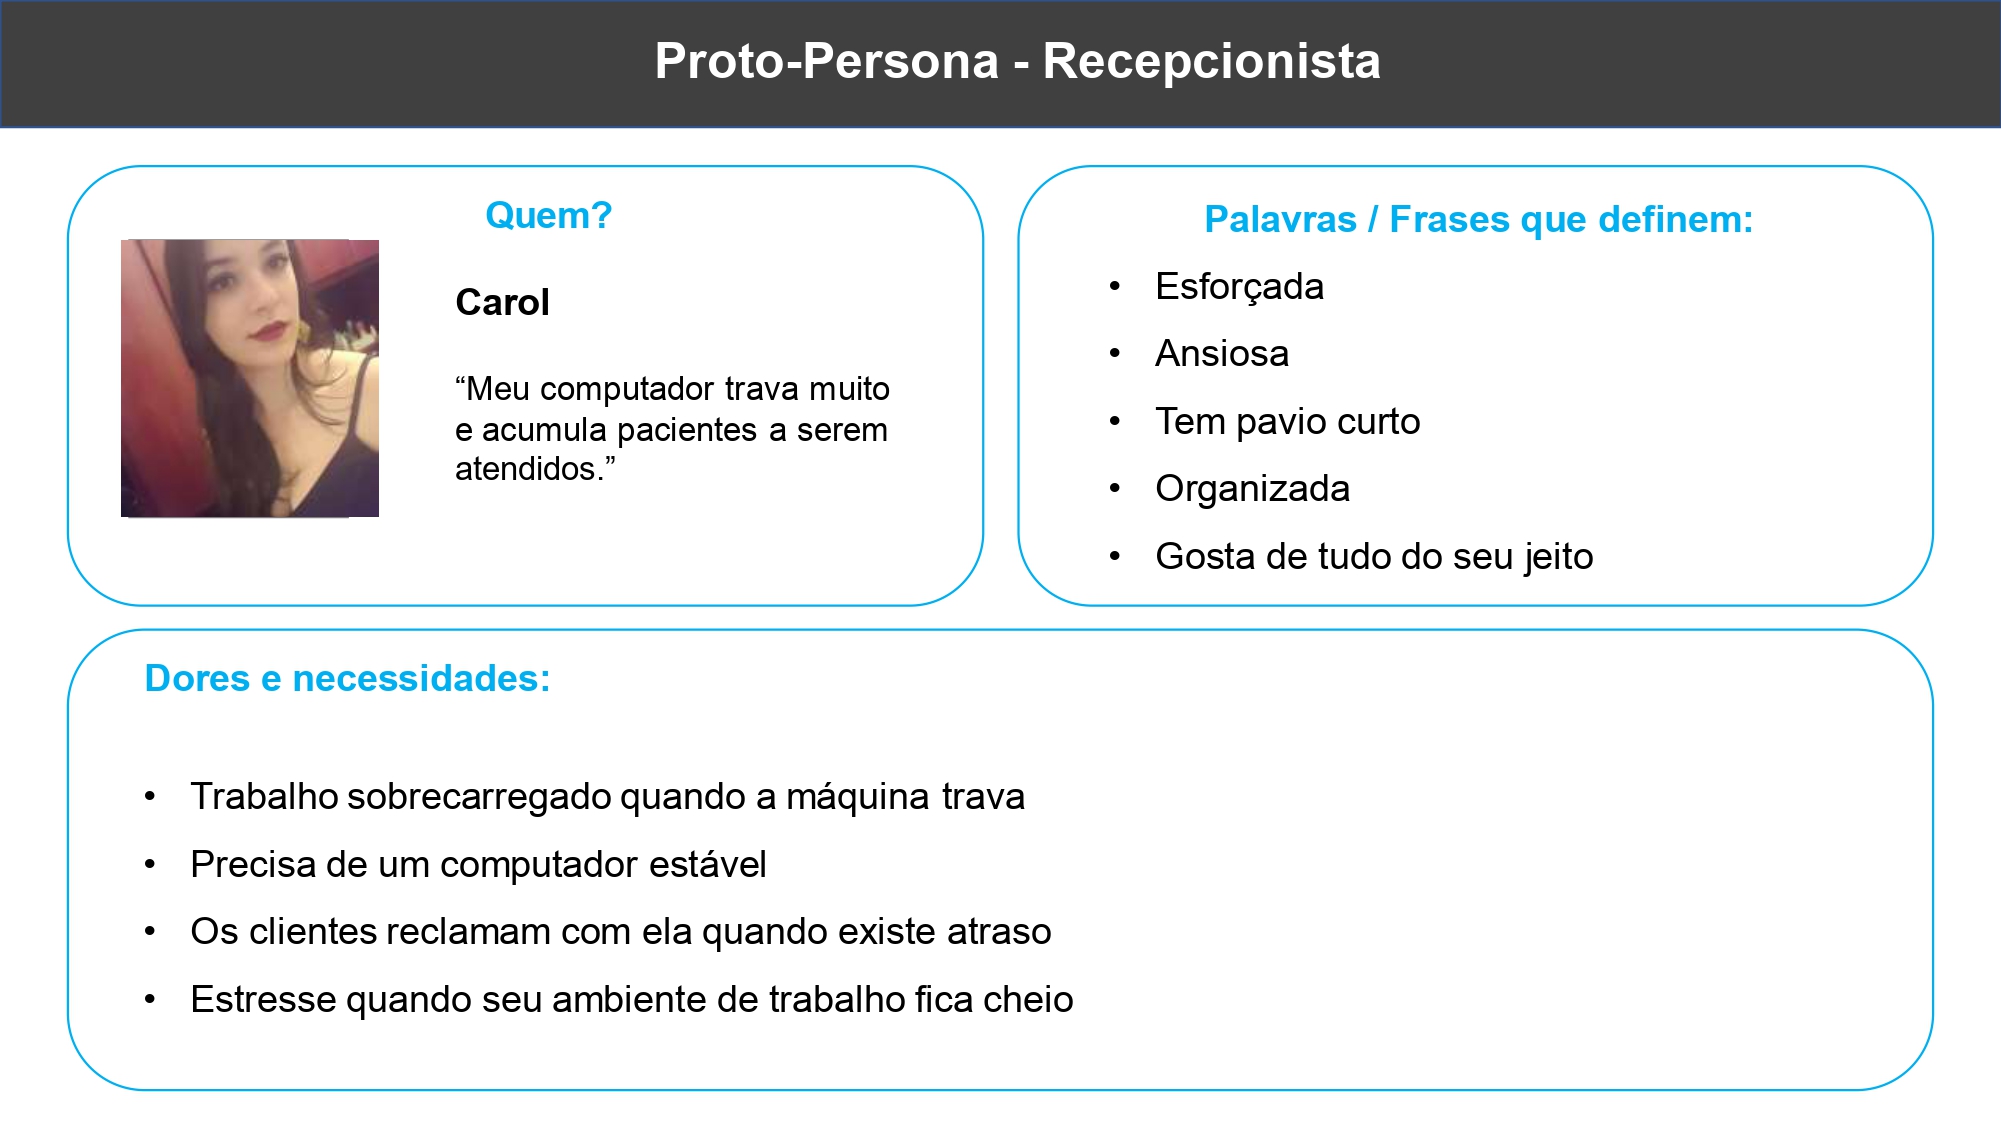 Proto-Persona - Recepcionista
Quem?
Carol
“Meu computador trava muito
e acumula pacientes a serem
atendidos.”
Palavras / Frases que definem:
• Esforçada
• Ansiosa
• Tem pavio curto
• Organizada
• Gosta de tudo do seu jeito
Dores e necessidades:
• Trabalho sobrecarregado quando a máquina trava
• Precisa de um computador estável
• Os clientes reclamam com ela quando existe atraso
• Estresse quando seu ambiente de trabalho fica cheio